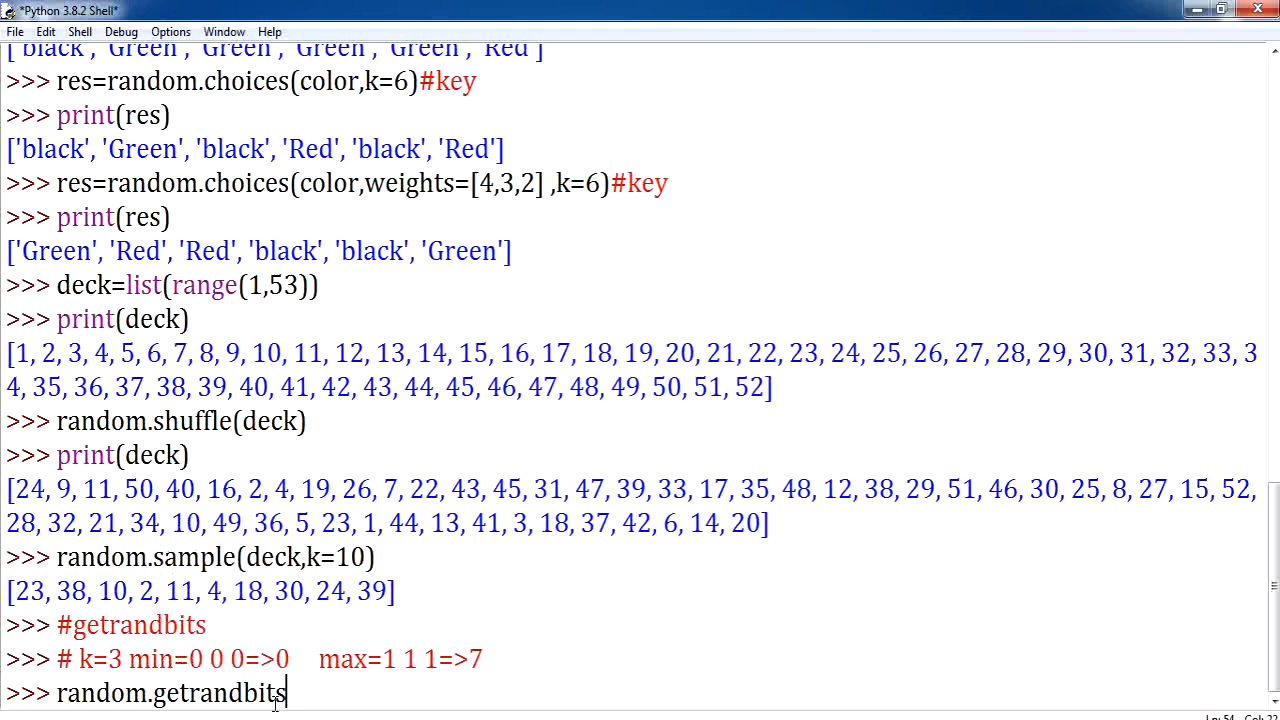 *Python 3.8.2 Shell*
File Edit Shell Debug Options Window Help
['black', 'Green', 'Green', 'Green', 'Green', 'Red']
>>> res=random.choices(color,k=6)#key
>>> print(res)
['black', 'Green', 'black', 'Red', 'black', 'Red']
>>> res=random.choices(color,weights=[4,3,2] ,k=6)#key
>>> print(res)
['Green', 'Red', 'Red', 'black', 'black', 'Green']
>>> deck=list(range(1,53))
>>> print(deck)
[1, 2, 3, 4, 5, 6, 7, 8, 9, 10, 11, 12, 13, 14, 15, 16, 17, 18, 19, 20, 21, 22, 23, 24, 25, 26, 27, 28, 29, 30, 31, 32, 33, 3
4, 35, 36, 37, 38, 39, 40, 41, 42, 43, 44, 45, 46, 47, 48, 49, 50, 51, 52]
>>> random.shuffle(deck)
>>> print(deck)
[24, 9, 11, 50, 40, 16, 2, 4, 19, 26, 7, 22, 43, 45, 31, 47, 39, 33, 17, 35, 48, 12, 38, 29, 51, 46, 30, 25, 8, 27, 15, 52,
28, 32, 21, 34, 10, 49, 36, 5, 23, 1, 44, 13, 41, 3, 18, 37, 42, 6, 14, 20]
>>> random.sample(deck,k=10)
[23, 38, 10, 2, 11, 4, 18, 30, 24, 39]
>>> #getrandbits
>>> # k=3 min=0 0 0=>0 max=1 1 1=>7
>>> random.getrandbits
Ln: 54 Col: 22